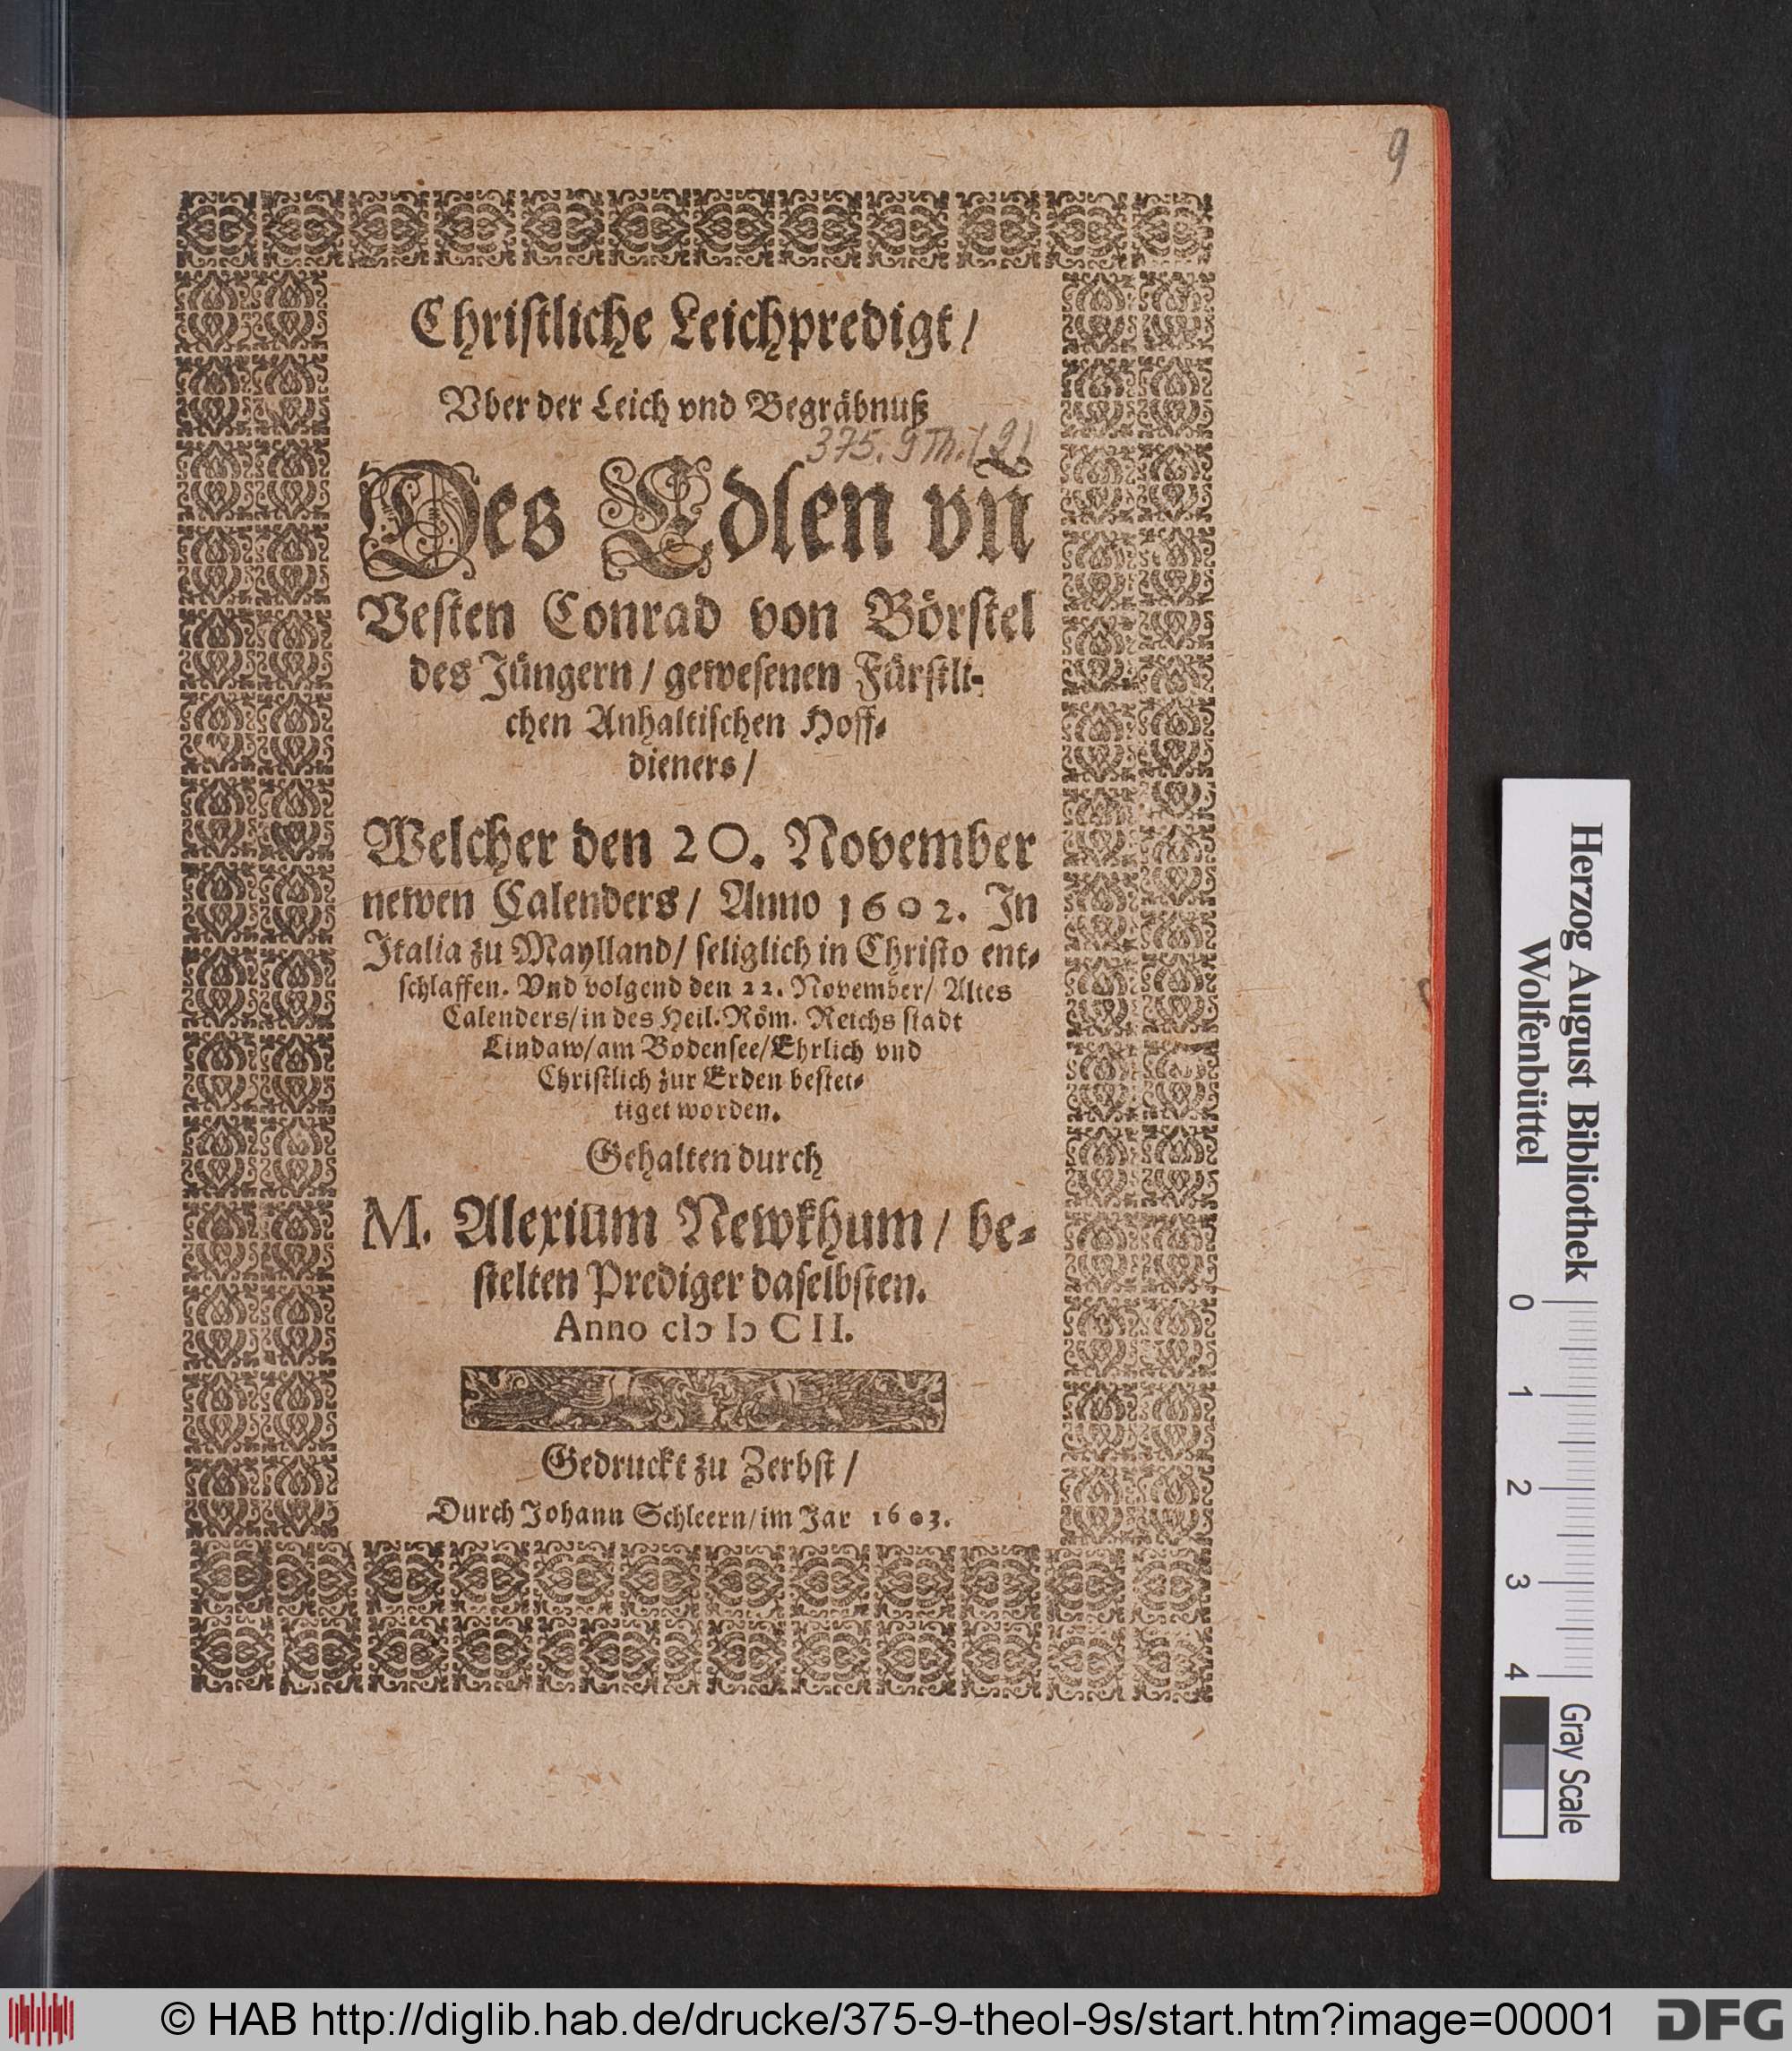 9
Christliche Leichpredigt/
Vber der Leich vnd Begräbnuß
375. 9 Th. (9)
Des Edlen vñ
Vesten Conrad von Börstel
des Jüngern/ gewesenen Fürstli-
chen Anhaltischen Hoff-
dieners/
Welcher den 20. November
newen Calenders/ Anno 1602. In
Italia zu Maylland/ seliglich in Christo ent-
schlaffen. Vnd volgend den 22. November/ Altes
Calenders/in des Heil. Röm. Reichs stadt
Lindaw/am Bodensee/Ehrlich vnd
Christlich zur Erden bestet-
tiget worden.
Gehalten durch
M. Alexium Newkhum/ be-
stelten Prediger daselbsten.
Anno cIↄ Iↄ CII.
Gedruckt zu Zerbst/
Durch Johann Schleern/im Jar 1603.
Herzog August Bibliothek
Wolfenbüttel
0 1 2 3 4
Gray Scale
© HAB http://diglib.hab.de/drucke/375-9-theol-9s/start.htm?image=00001
DFG